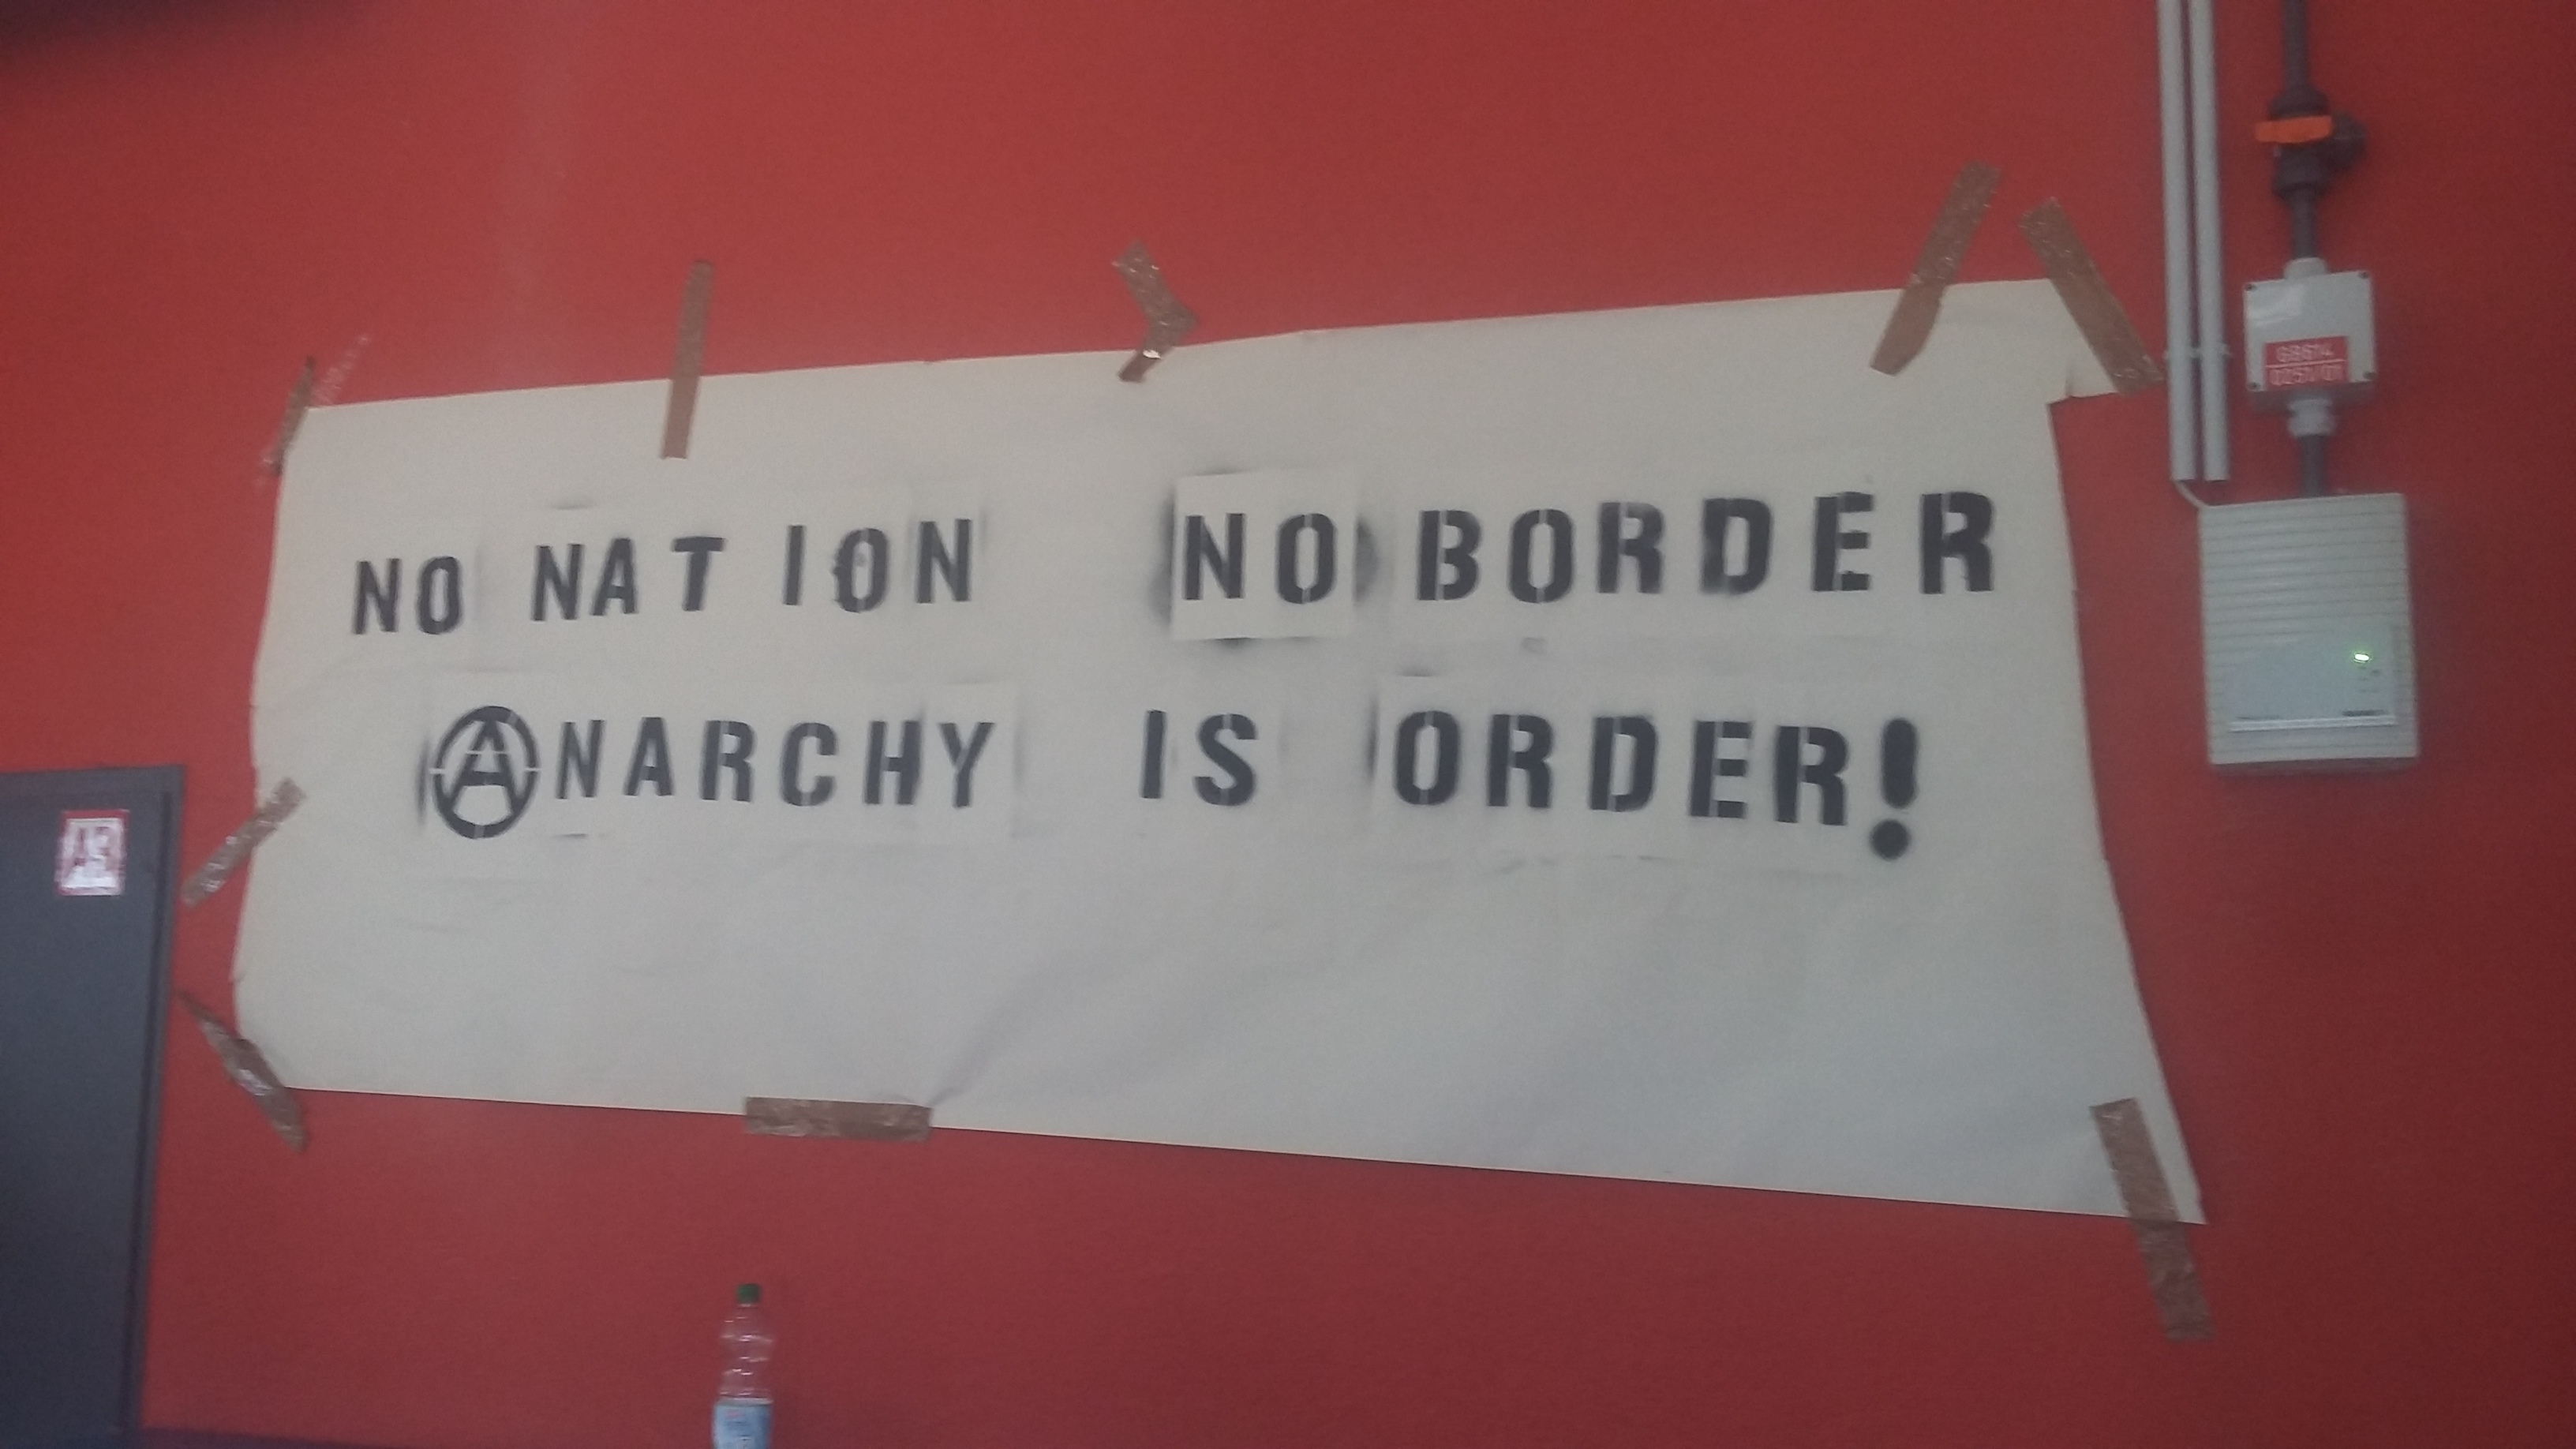 NO NATION NO BORDER
ANARCHY IS ORDER!